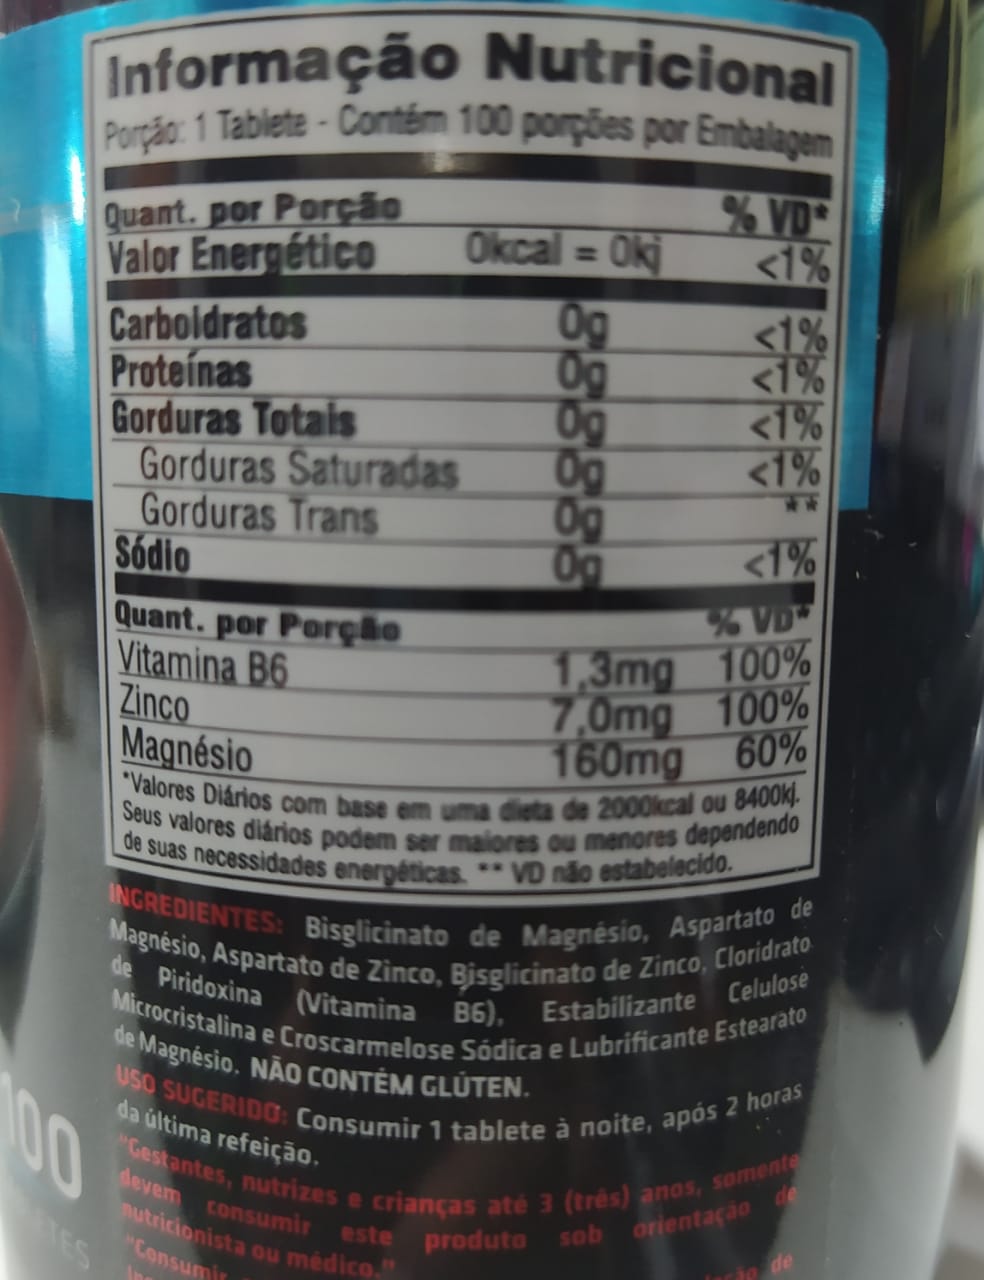 Informação Nutricional
Porção: 1 Tablete - Contém 100 porções por Embalagem
Quant. por Porção % VD*
Valor Energético 0kcal = 0kj <1%
Carboidratos 0g <1%
Proteínas 0g <1%
Gorduras Totais 0g <1%
Gorduras Saturadas 0g <1%
Gorduras Trans 0g **
Sódio 0g <1%
Quant. por Porção % VD*
Vitamina B6 1,3mg 100%
Zinco 7,0mg 100%
Magnésio 160mg 60%
*Valores Diários com base em uma dieta de 2000kcal ou 8400kj.
Seus valores diários podem ser maiores ou menores dependendo
de suas necessidades energéticas. ** VD não estabelecido.
INGREDIENTES: Bisglicinato de Magnésio, Aspartato de
Magnésio, Aspartato de Zinco, Bisglicinato de Zinco, Cloridrato
de Piridoxina (Vitamina B6), Estabilizante Celulose
Microcristalina e Croscarmelose Sódica e Lubrificante Estearato
de Magnésio. NÃO CONTÉM GLÚTEN.
USO SUGERIDO: Consumir 1 tablete à noite, após 2 horas
da última refeição.
"Gestantes, nutrizes e crianças até 3 (três) anos, somente
devem consumir este produto sob orientação de
nutricionista ou médico."
"Consumir de
100